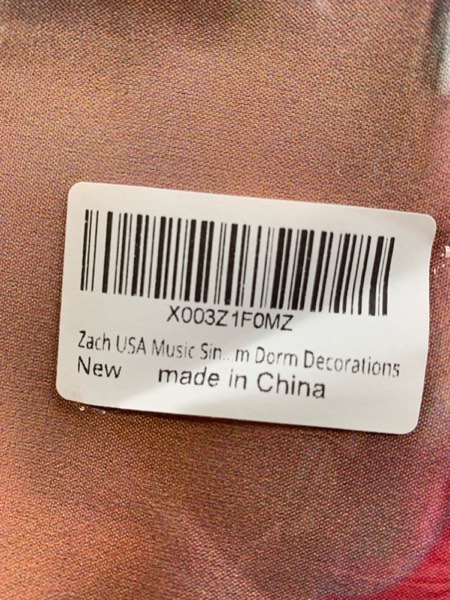 X003Z1F0MZ
Zach USA Music Sin... m Dorm Decorations
New made in China